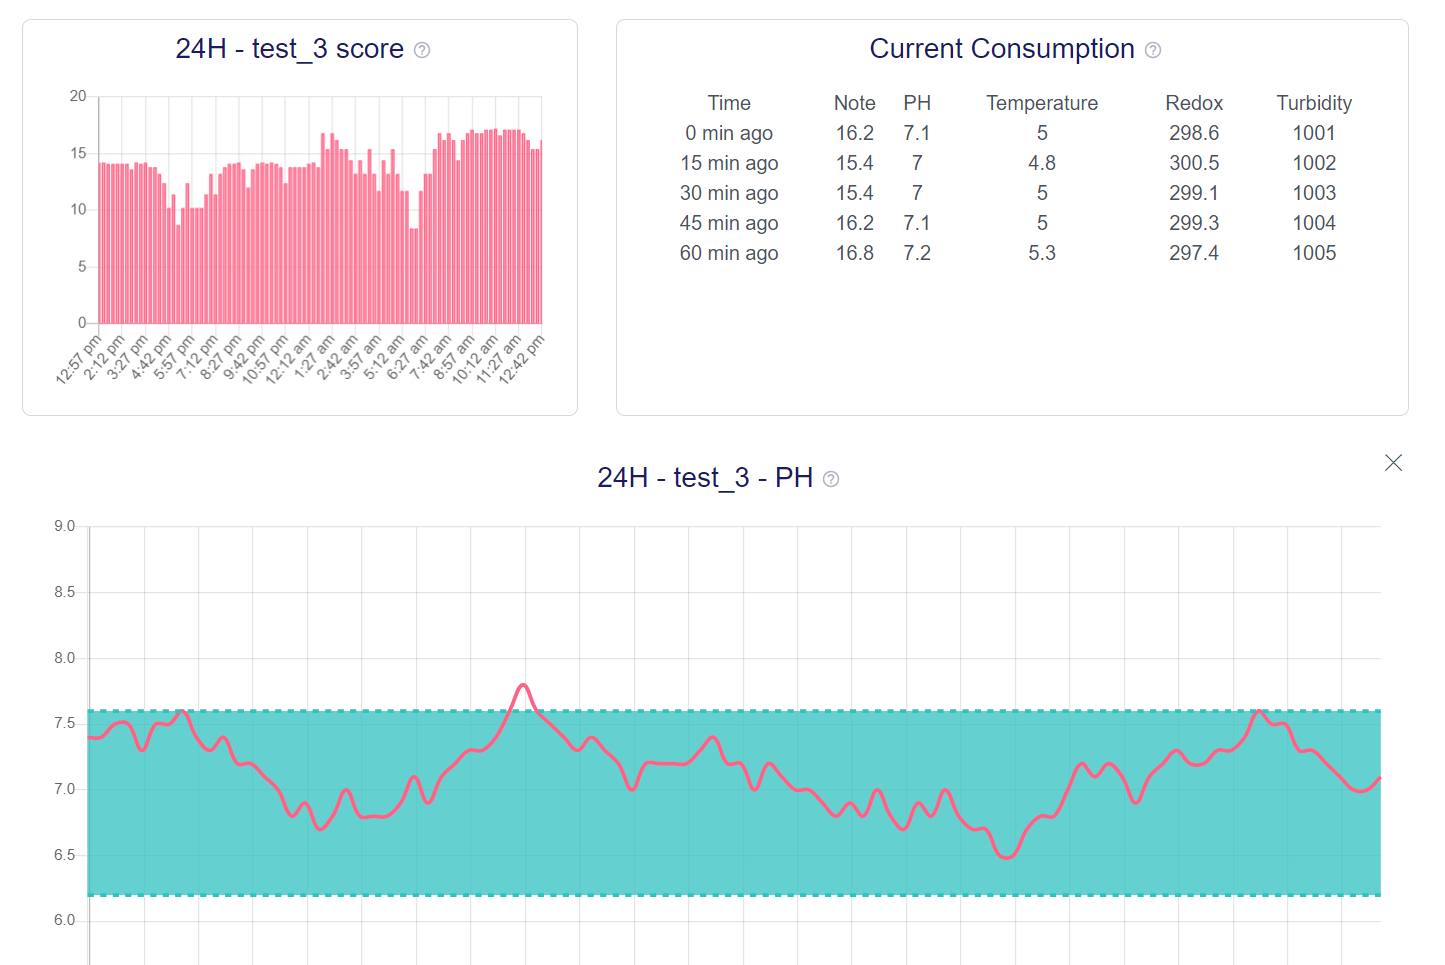 24H - test_3 score ?
20
15
10
5
0
12:57 pm
2:12 pm
3:27 pm
4:42 pm
5:57 pm
7:12 pm
8:27 pm
9:42 pm
10:57 pm
12:12 am
1:27 am
2:42 am
3:57 am
5:12 am
6:27 am
7:42 am
8:57 am
10:12 am
11:27 am
12:42 pm
Current Consumption ?
Time Note PH Temperature Redox Turbidity
0 min ago 16.2 7.1 5 298.6 1001
15 min ago 15.4 7 4.8 300.5 1002
30 min ago 15.4 7 5 299.1 1003
45 min ago 16.2 7.1 5 299.3 1004
60 min ago 16.8 7.2 5.3 297.4 1005
24H - test_3 - PH ?
9.0
8.5
8.0
7.5
7.0
6.5
6.0